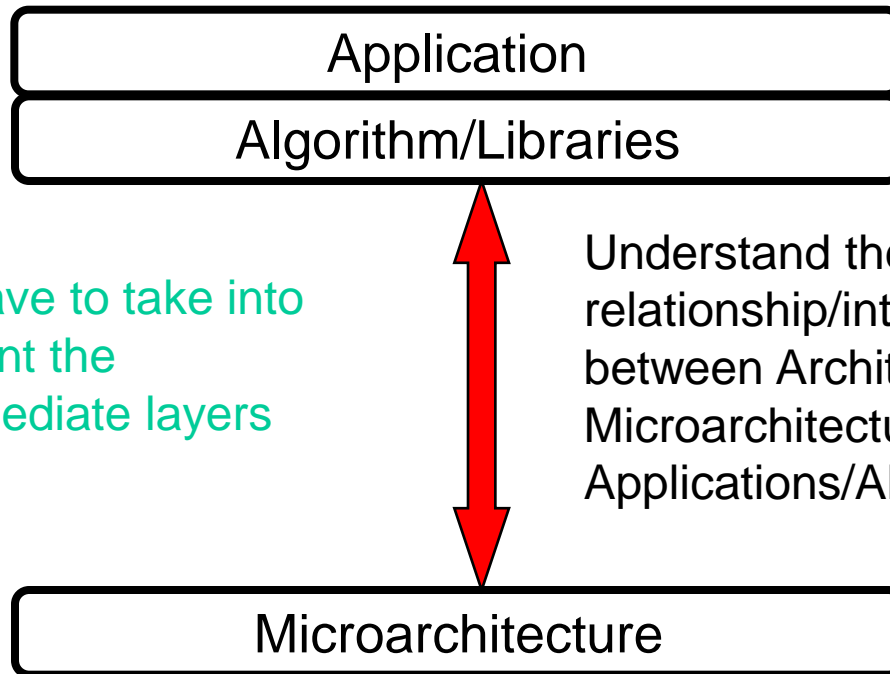 Application
Algorithm/Libraries
ave to take into
nt the
ediate layers
Understand the
relationship/int
between Archit
Microarchitectu
Applications/Al
Microarchitecture